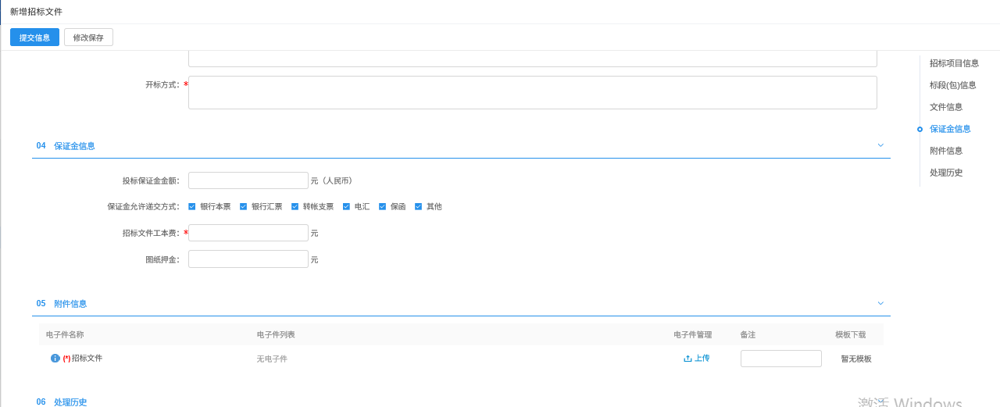 新增招标文件
提交信息 修改保存
开标方式: *
04 保证金信息
投标保证金金额: 元（人民币）
保证金允许递交方式: 银行本票 银行汇票 转帐支票 电汇 保函 其他
招标文件工本费: * 元
图纸押金: 元
05 附件信息
电子件名称 电子件列表 电子件管理 备注 模板下载
(*)招标文件 无电子件 上传 暂无模板
06 处理历史
招标项目信息
标段(包)信息
文件信息
保证金信息
附件信息
处理历史
激活 Windows